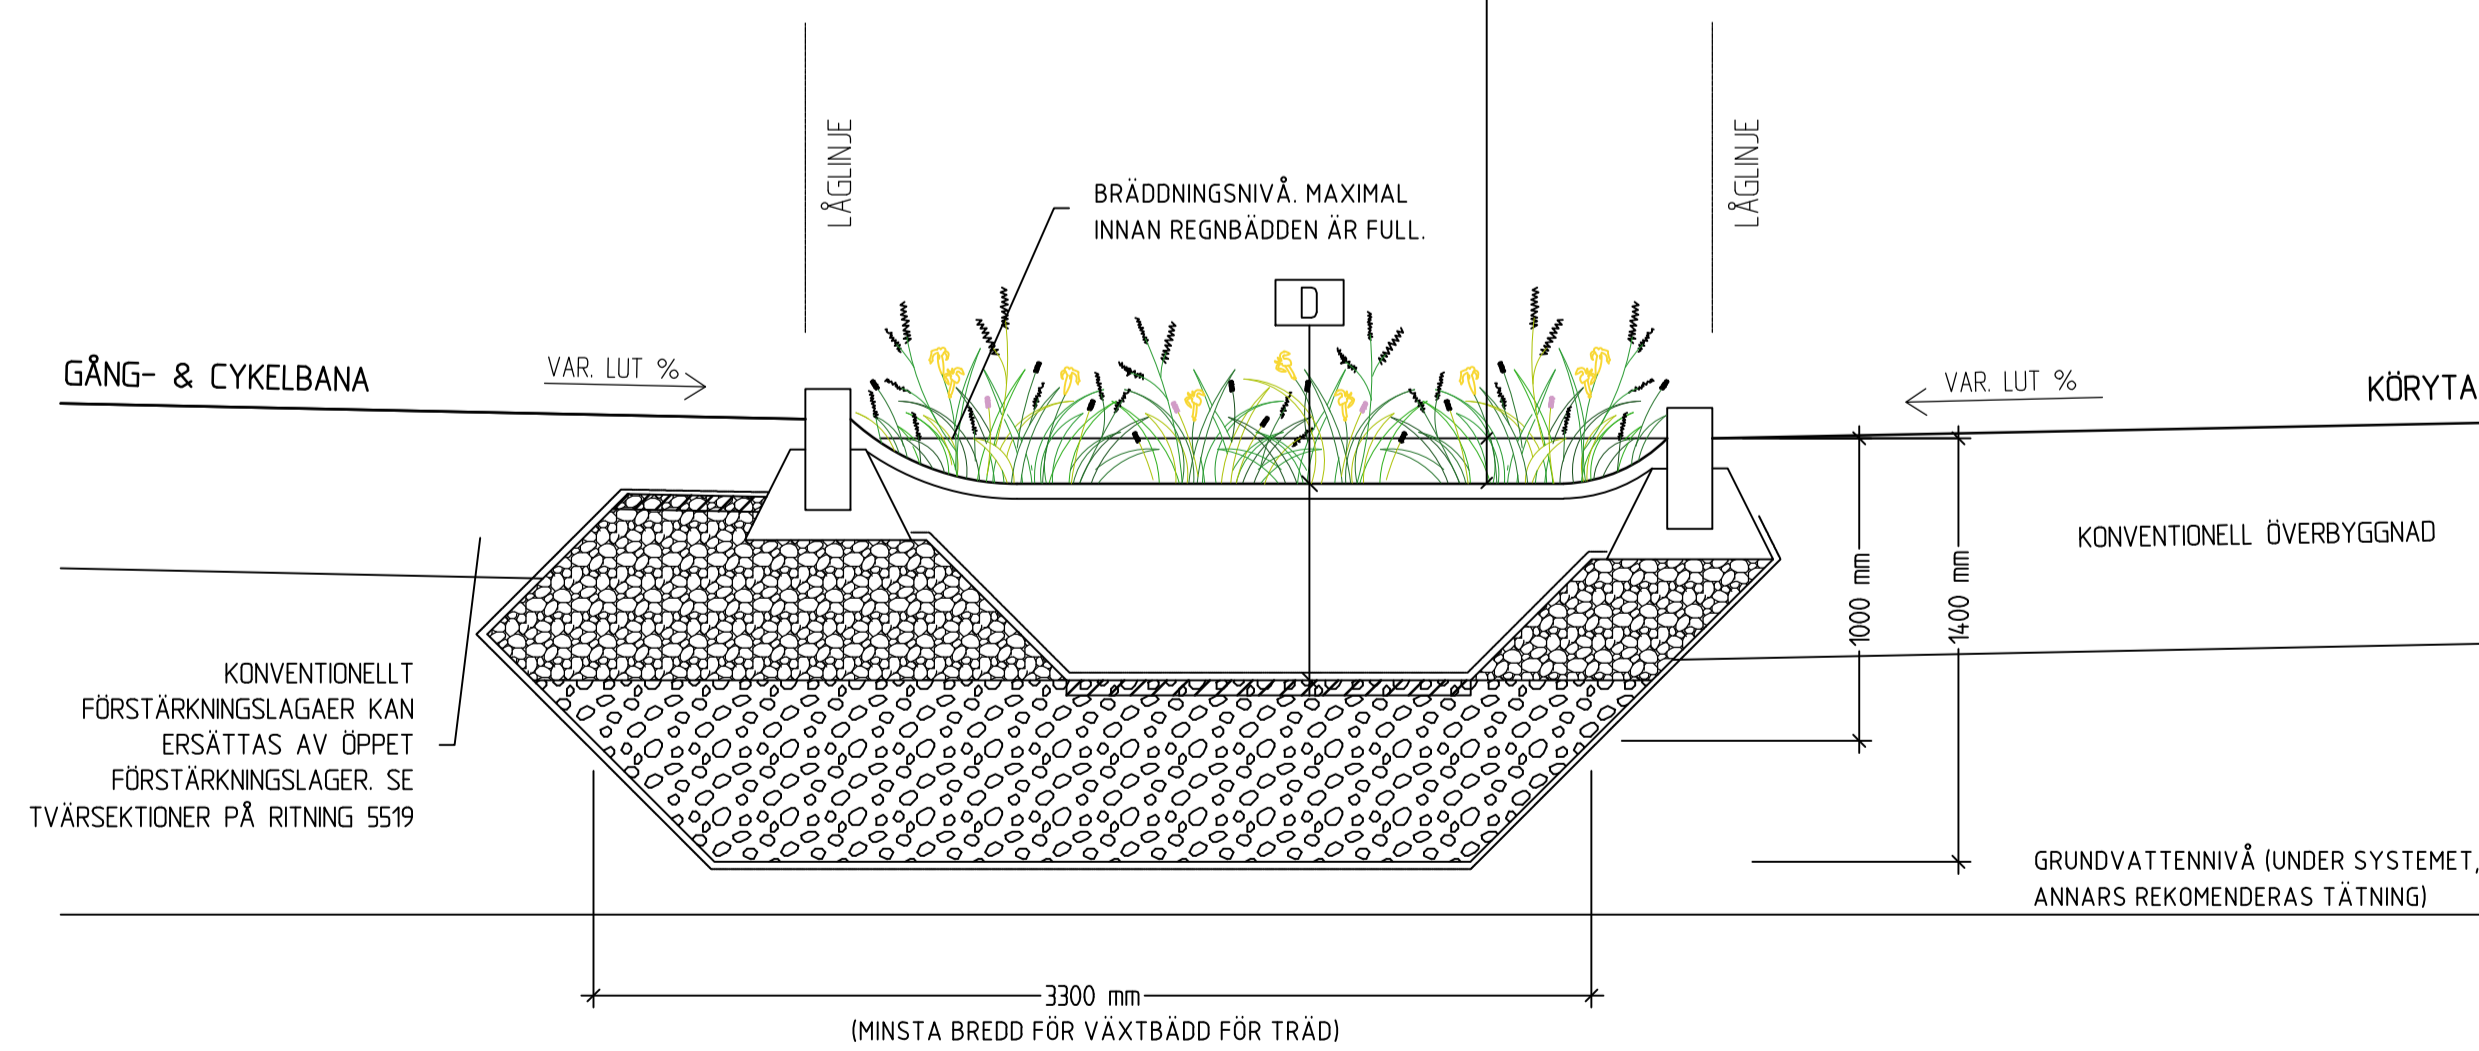 LÅGLINJE
LÅGLINJE
BRÄDDNINGSNIVÅ. MAXIMAL
INNAN REGNBÄDDEN ÄR FULL.
D
GÅNG- & CYKELBANA
VAR. LUT %
VAR. LUT %
KÖRYTA
KONVENTIONELL ÖVERBYGGNAD
1000 mm
1400 mm
KONVENTIONELLT
FÖRSTÄRKNINGSLAGAER KAN
ERSÄTTAS AV ÖPPET
FÖRSTÄRKNINGSLAGER. SE
TVÄRSEKTIONER PÅ RITNING 5519
GRUNDVATTENNIVÅ (UNDER SYSTEMET,
ANNARS REKOMENDERAS TÄTNING)
3300 mm
(MINSTA BREDD FÖR VÄXTBÄDD FÖR TRÄD)